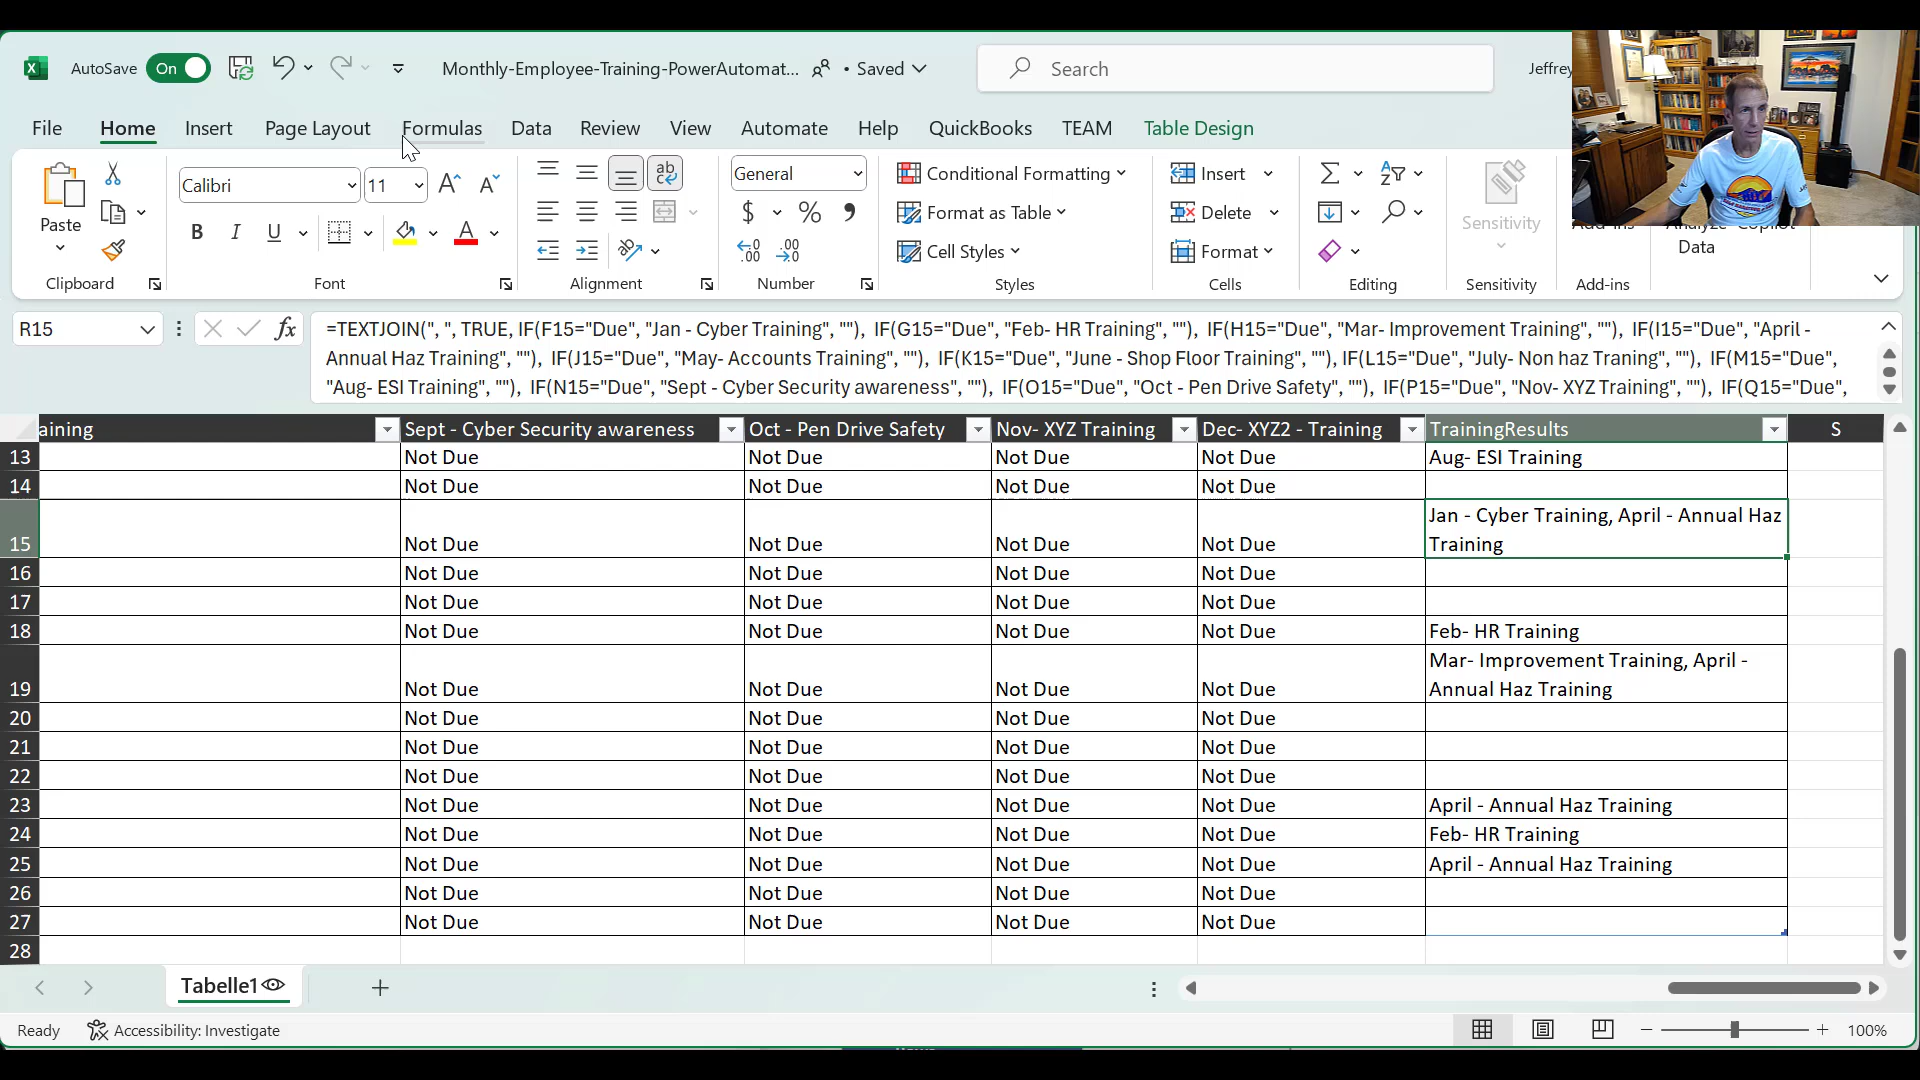 AutoSave On Monthly-Employee-Training-PowerAutomat... • Saved Search Jeffrey
File Home Insert Page Layout Formulas Data Review View Automate Help QuickBooks TEAM Table Design
Paste
Calibri 11
B I U A
ab
General
$ % 9
Conditional Formatting
Format as Table
Cell Styles
Insert
Delete
Format
Sensitivity
Data
Clipboard Font Alignment Number Styles Cells Editing Sensitivity Add-ins
R15 fx
=TEXTJOIN(", ", TRUE, IF(F15="Due", "Jan - Cyber Training", ""), IF(G15="Due", "Feb- HR Training", ""), IF(H15="Due", "Mar- Improvement Training", ""), IF(I15="Due", "April -
Annual Haz Training", ""), IF(J15="Due", "May- Accounts Training", ""), IF(K15="Due", "June - Shop Floor Training", ""),IF(L15="Due", "July- Non haz Traning", ""), IF(M15="Due",
"Aug- ESI Training", ""), IF(N15="Due", "Sept - Cyber Security awareness", ""), IF(O15="Due", "Oct - Pen Drive Safety", ""), IF(P15="Due", "Nov- XYZ Training", ""), IF(Q15="Due",
aining Sept - Cyber Security awareness Oct - Pen Drive Safety Nov- XYZ Training Dec- XYZ2 - Training TrainingResults S
13 Not Due Not Due Not Due Not Due Aug- ESI Training
14 Not Due Not Due Not Due Not Due
Jan - Cyber Training, April - Annual Haz
15 Not Due Not Due Not Due Not Due Training
16 Not Due Not Due Not Due Not Due
17 Not Due Not Due Not Due Not Due
18 Not Due Not Due Not Due Not Due Feb- HR Training
Mar- Improvement Training, April -
19 Not Due Not Due Not Due Not Due Annual Haz Training
20 Not Due Not Due Not Due Not Due
21 Not Due Not Due Not Due Not Due
22 Not Due Not Due Not Due Not Due
23 Not Due Not Due Not Due Not Due April - Annual Haz Training
24 Not Due Not Due Not Due Not Due Feb- HR Training
25 Not Due Not Due Not Due Not Due April - Annual Haz Training
26 Not Due Not Due Not Due Not Due
27 Not Due Not Due Not Due Not Due
28
Tabelle1
Ready Accessibility: Investigate 100%